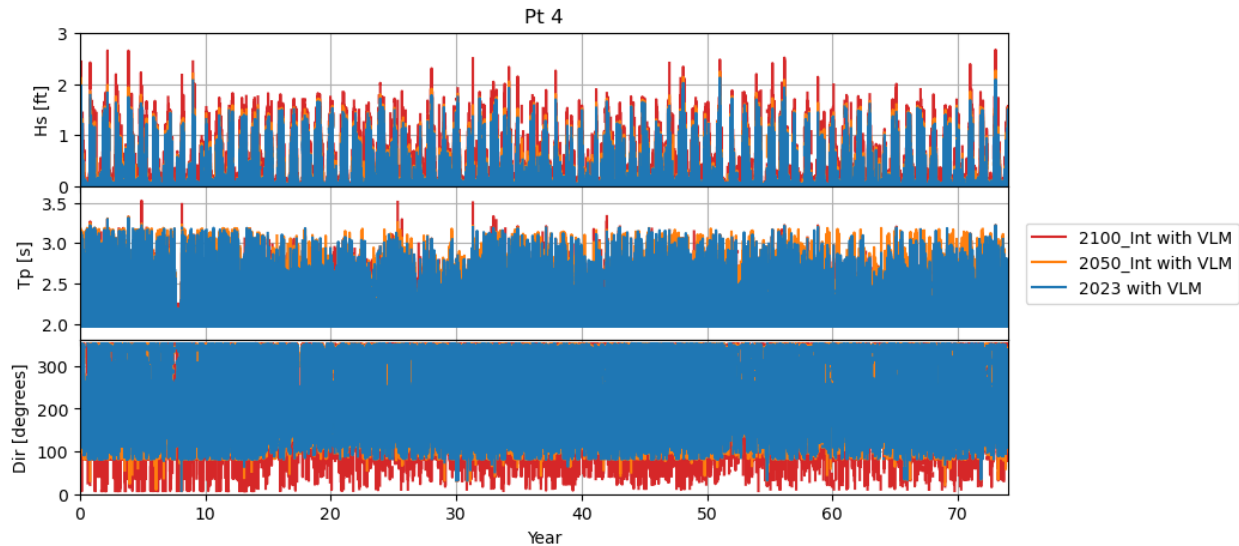 Pt 4
3
2
1
0
Hs [ft]
3.5
3.0
2.5
2.0
Tp [s]
300
200
100
0
Dir [degrees]
0 10 20 30 40 50 60 70
Year
2100_Int with VLM
2050_Int with VLM
2023 with VLM